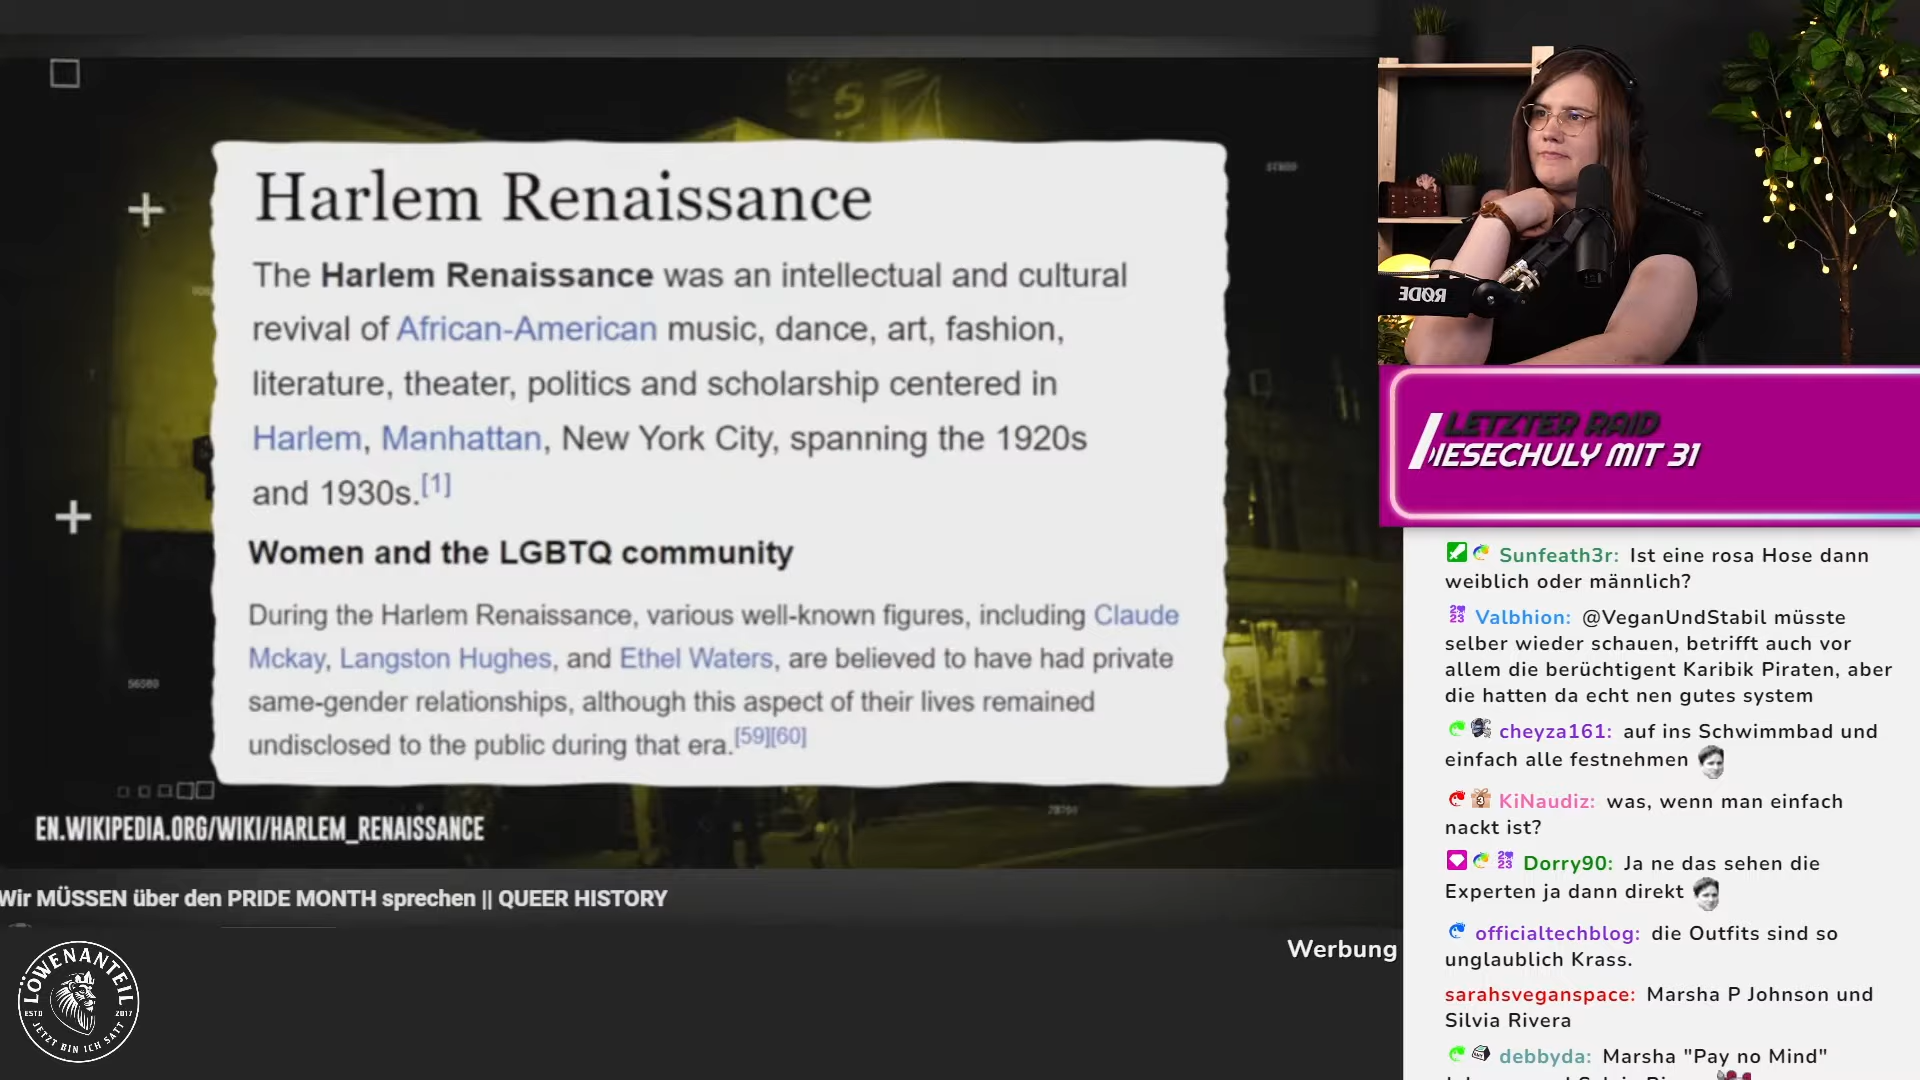 Harlem Renaissance
The Harlem Renaissance was an intellectual and cultural
revival of African-American music, dance, art, fashion,
literature, theater, politics and scholarship centered in
Harlem, Manhattan, New York City, spanning the 1920s
and 1930s.[1]
Women and the LGBTQ community
During the Harlem Renaissance, various well-known figures, including Claude
Mckay, Langston Hughes, and Ethel Waters, are believed to have had private
same-gender relationships, although this aspect of their lives remained
undisclosed to the public during that era.[59][60]
56580
EN.WIKIPEDIA.ORG/WIKI/HARLEM_RENAISSANCE
Wir MÜSSEN über den PRIDE MONTH sprechen || QUEER HISTORY
LÖWENANTEIL
ESTD 2017
JETZT BIN ICH SATT
Werbung
RØDE
LETZTER RAID
IESECHULY MIT 31
Sunfeath3r: Ist eine rosa Hose dann
weiblich oder männlich?
Valbhion: @VeganUndStabil müsste
selber wieder schauen, betrifft auch vor
allem die berüchtigent Karibik Piraten, aber
die hatten da echt nen gutes system
cheyza161: auf ins Schwimmbad und
einfach alle festnehmen
KiNaudiz: was, wenn man einfach
nackt ist?
Dorry90: Ja ne das sehen die
Experten ja dann direkt
officialtechblog: die Outfits sind so
unglaublich Krass.
sarahsveganspace: Marsha P Johnson und
Silvia Rivera
debbyda: Marsha "Pay no Mind"